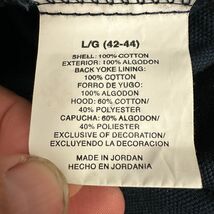 L/G (42-44)
SHELL: 100% COTTON
EXTERIOR: 100% ALGODON
BACK YOKE LINING:
100% COTTON
FORRO DE YUGO:
100% ALGODON
HOOD: 60% COTTON/
40% POLYESTER
CAPUCHA: 60% ALGODON/
40% POLIESTER
EXCLUSIVE OF DECORATION/
EXCLUYENDO LA DECORACION
MADE IN JORDAN
HECHO EN JORDANIA